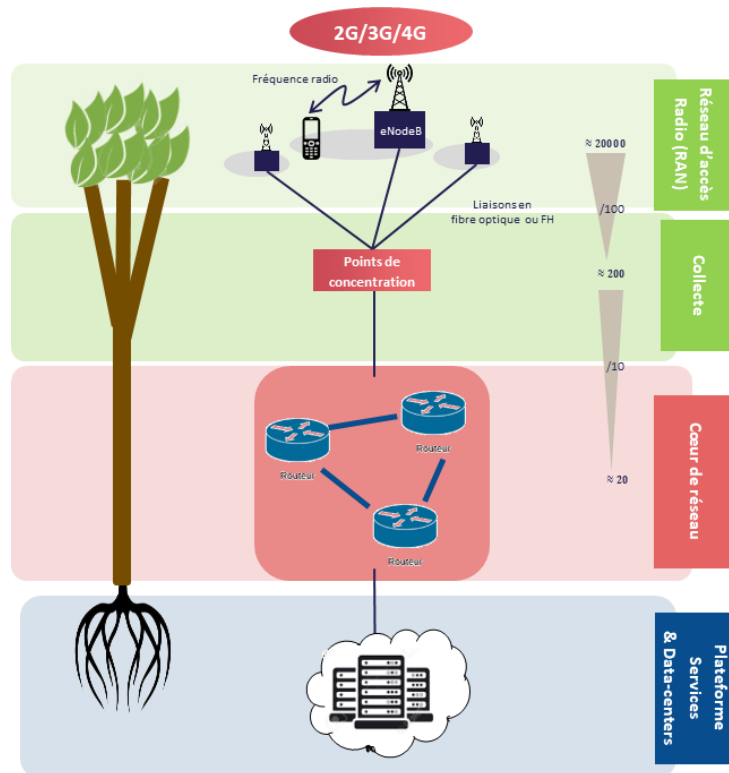 2G/3G/4G
Fréquence radio
eNodeB
Liaisons en
fibre optique ou FH
≈ 20000
/100
Réseau d'accès
Radio (RAN)
Points de
concentration
≈ 200
Collecte
/10
Routeur
Routeur
Routeur
≈ 20
Cœur de réseau
Plateforme
Services
& Data-centers